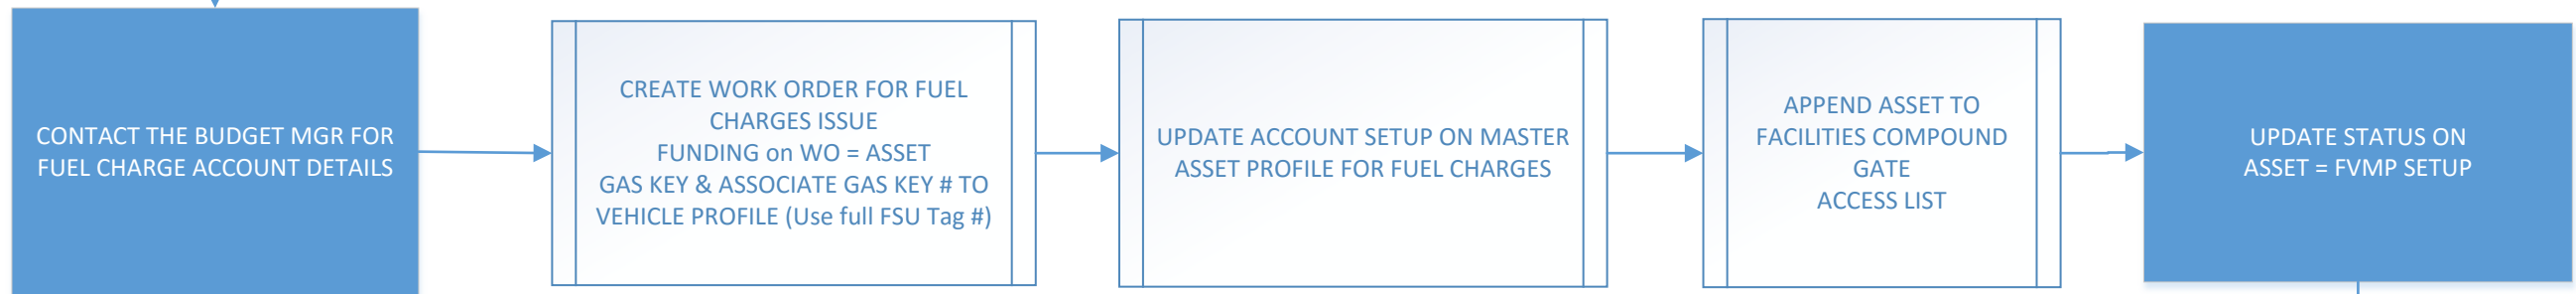 CONTACT THE BUDGET MGR FOR
FUEL CHARGE ACCOUNT DETAILS
CREATE WORK ORDER FOR FUEL
CHARGES ISSUE
FUNDING on WO = ASSET
GAS KEY & ASSOCIATE GAS KEY # TO
VEHICLE PROFILE (Use full FSU Tag #)
UPDATE ACCOUNT SETUP ON MASTER
ASSET PROFILE FOR FUEL CHARGES
APPEND ASSET TO
FACILITIES COMPOUND
GATE
ACCESS LIST
UPDATE STATUS ON
ASSET = FVMP SETUP